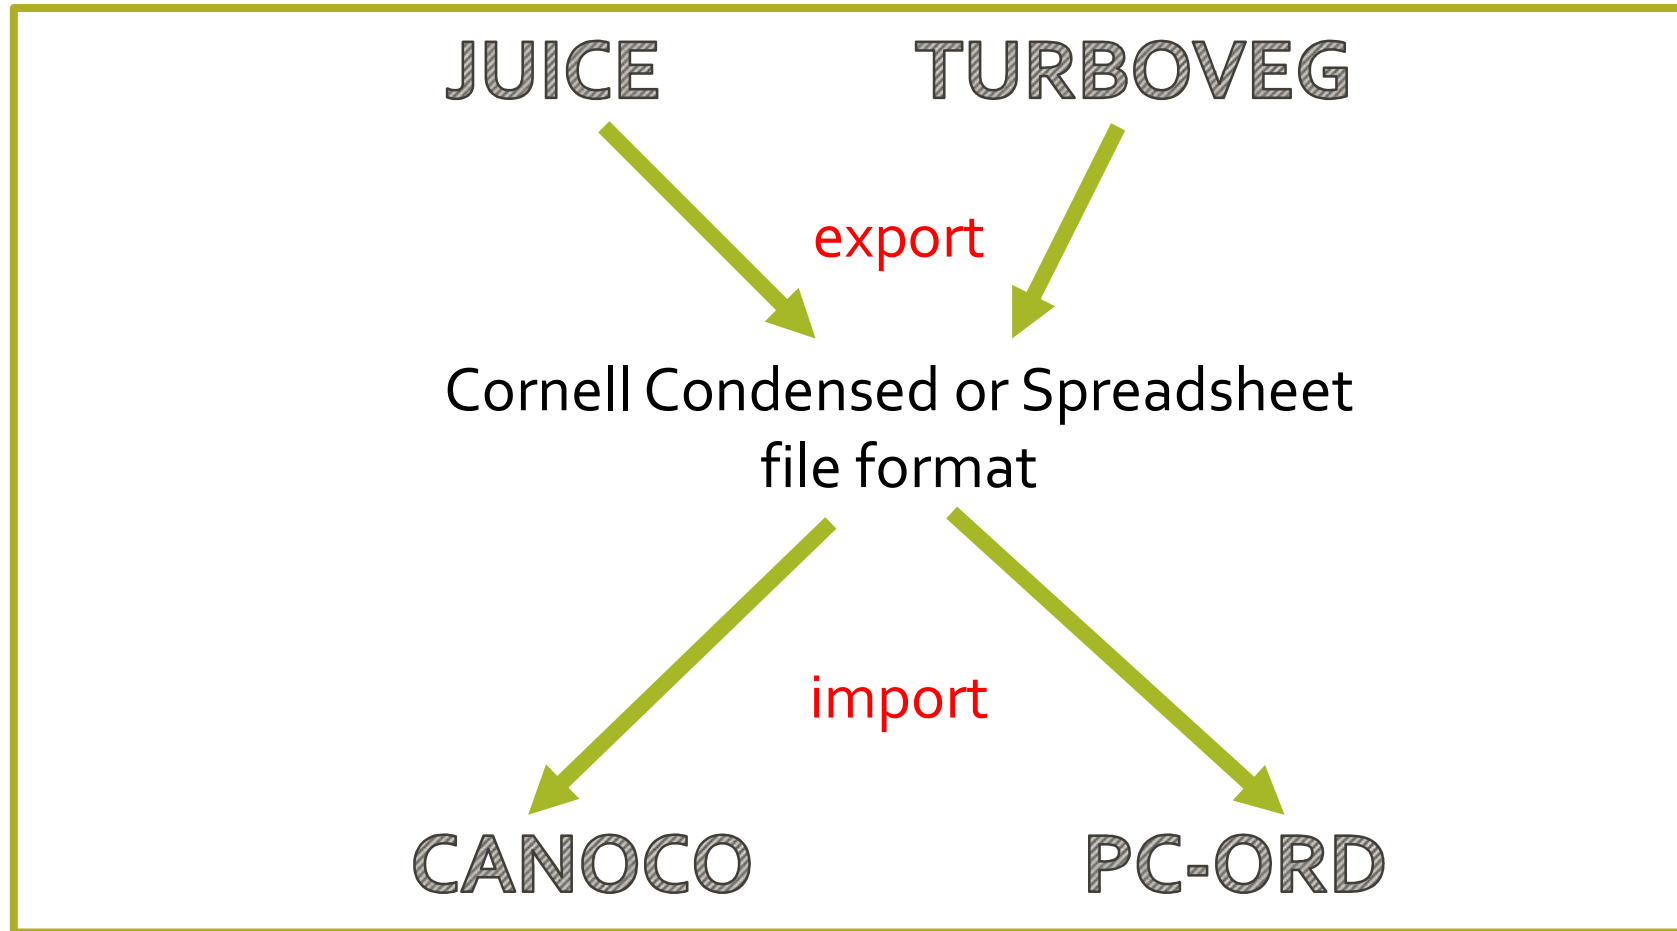 JUICE TURBOVEG
export
Cornell Condensed or Spreadsheet
file format
import
CANOCO PC-ORD